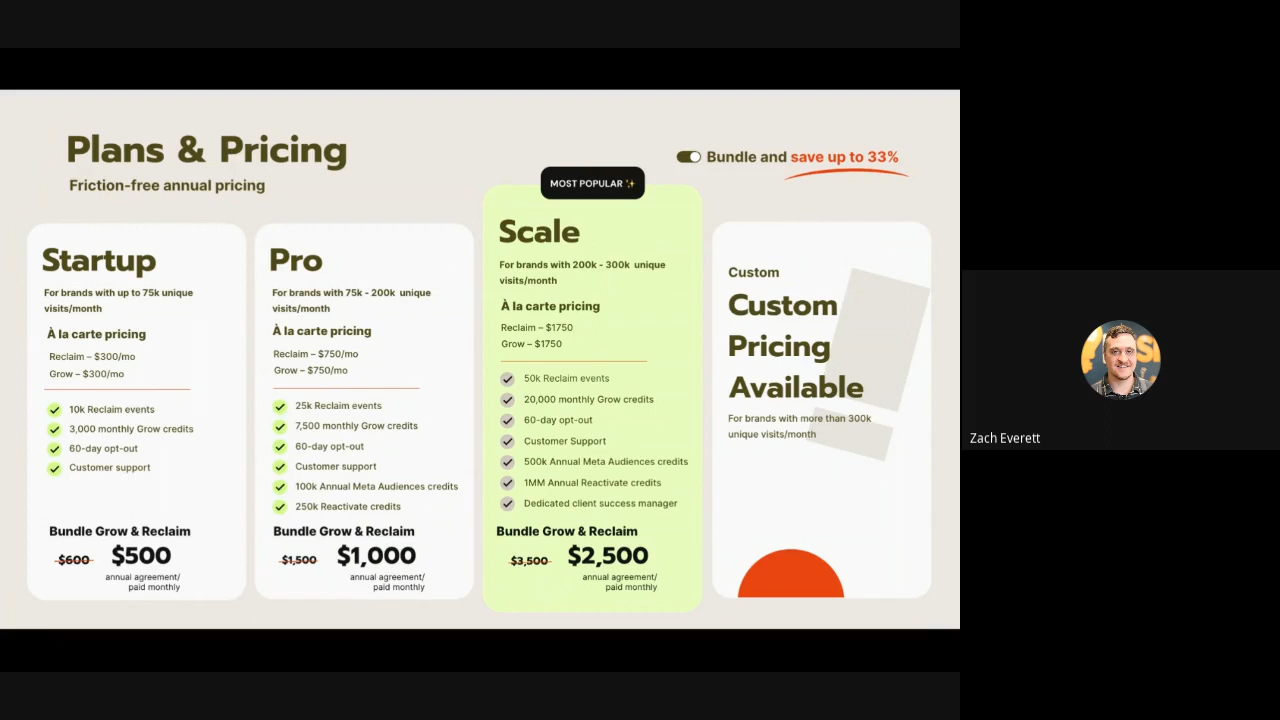 Plans & Pricing
Friction-free annual pricing
Bundle and save up to 33%
Startup
For brands with up to 75k unique
visits/month
À la carte pricing
Reclaim – $300/mo
Grow – $300/mo
10k Reclaim events
3,000 monthly Grow credits
60-day opt-out
Customer support
Bundle Grow & Reclaim
$600 $500
annual agreement/
paid monthly
Pro
For brands with 75k - 200k unique
visits/month
À la carte pricing
Reclaim – $750/mo
Grow – $750/mo
25k Reclaim events
7,500 monthly Grow credits
60-day opt-out
Customer support
100k Annual Meta Audiences credits
250k Reactivate credits
Bundle Grow & Reclaim
$1,500 $1,000
annual agreement/
paid monthly
MOST POPULAR ✨
Scale
For brands with 200k - 300k unique
visits/month
À la carte pricing
Reclaim – $1750
Grow – $1750
50k Reclaim events
20,000 monthly Grow credits
60-day opt-out
Customer Support
500k Annual Meta Audiences credits
1MM Annual Reactivate credits
Dedicated client success manager
Bundle Grow & Reclaim
$3,500 $2,500
annual agreement/
paid monthly
Custom
Custom
Pricing
Available
For brands with more than 300k
unique visits/month
Zach Everett